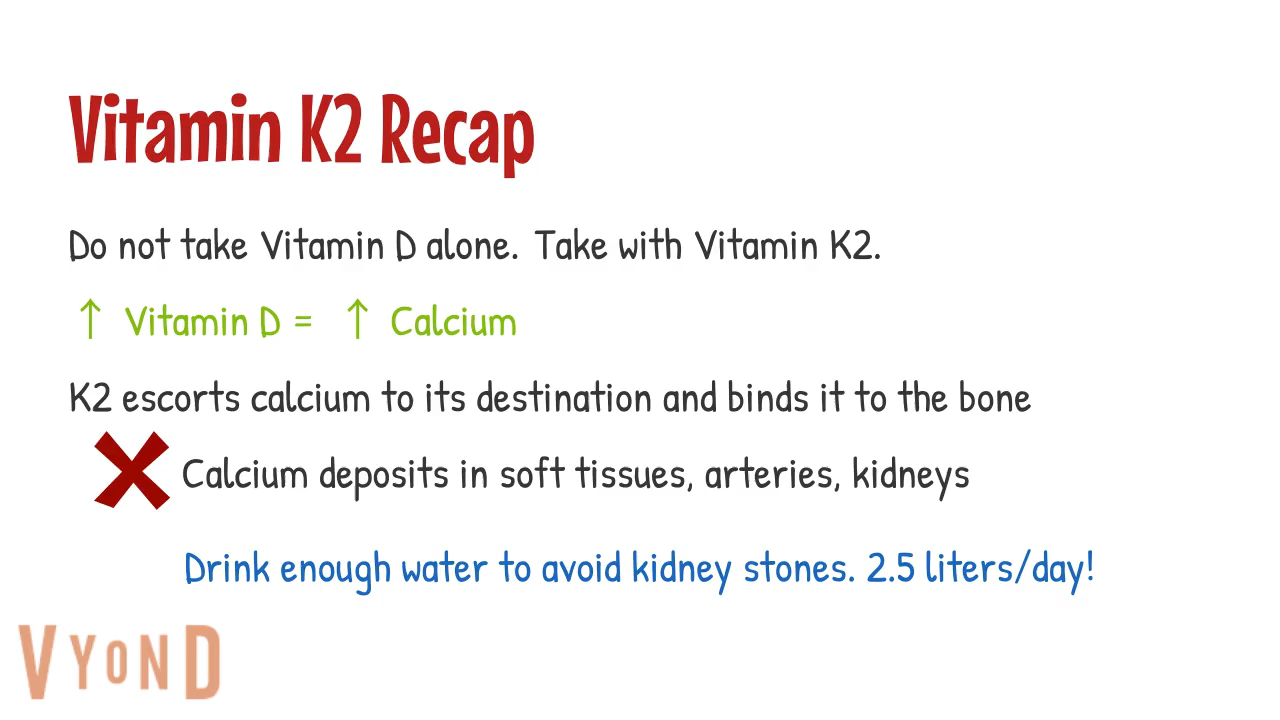 Vitamin K2 Recap
Do not take Vitamin D alone. Take with Vitamin K2.
↑ Vitamin D = ↑ Calcium
K2 escorts calcium to its destination and binds it to the bone
Calcium deposits in soft tissues, arteries, kidneys
Drink enough water to avoid kidney stones. 2.5 liters/day!
VYOND